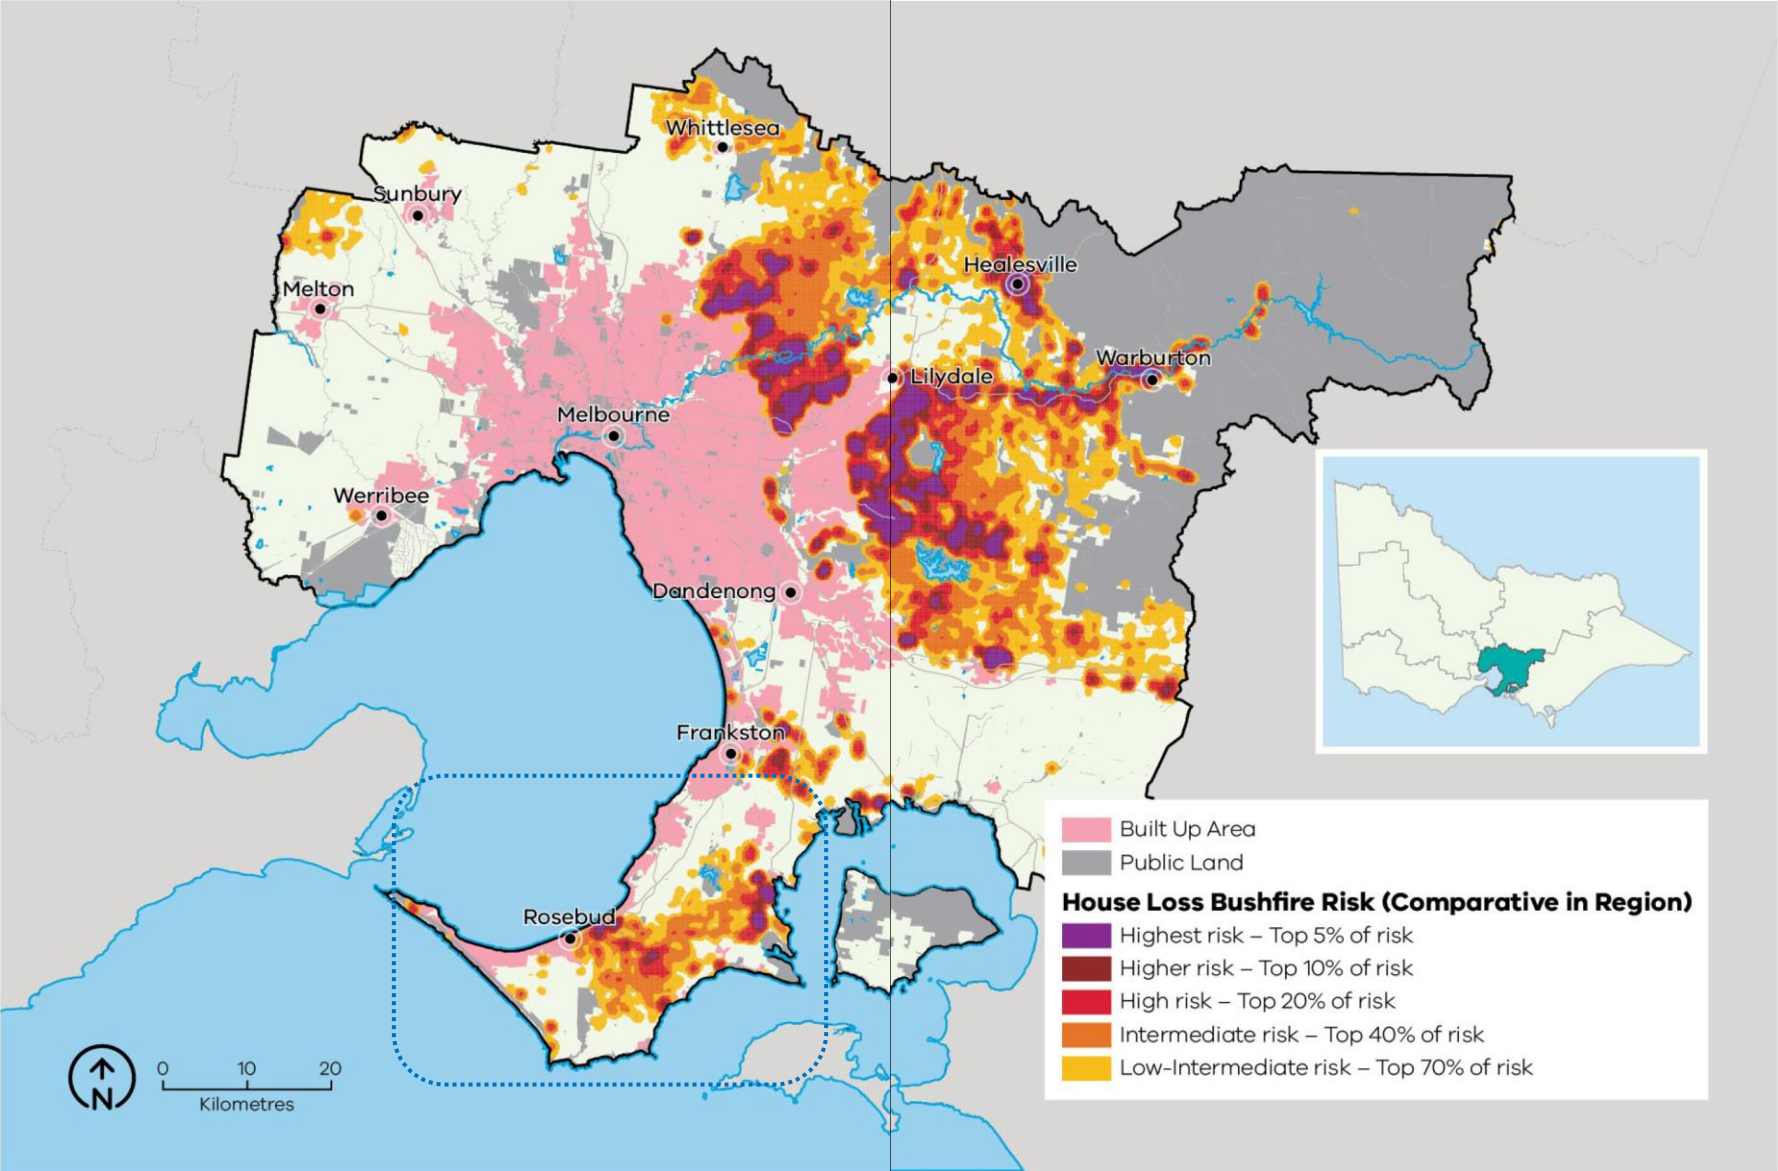 Whittlesea
Sunbury
Healesville
Melton
Warburton
Lilydale
Melbourne
Werribee
Dandenong
Frankston
Rosebud
Built Up Area
Public Land
House Loss Bushfire Risk (Comparative in Region)
Highest risk – Top 5% of risk
Higher risk – Top 10% of risk
High risk – Top 20% of risk
Intermediate risk – Top 40% of risk
Low-Intermediate risk – Top 70% of risk
N
0 10 20
Kilometres